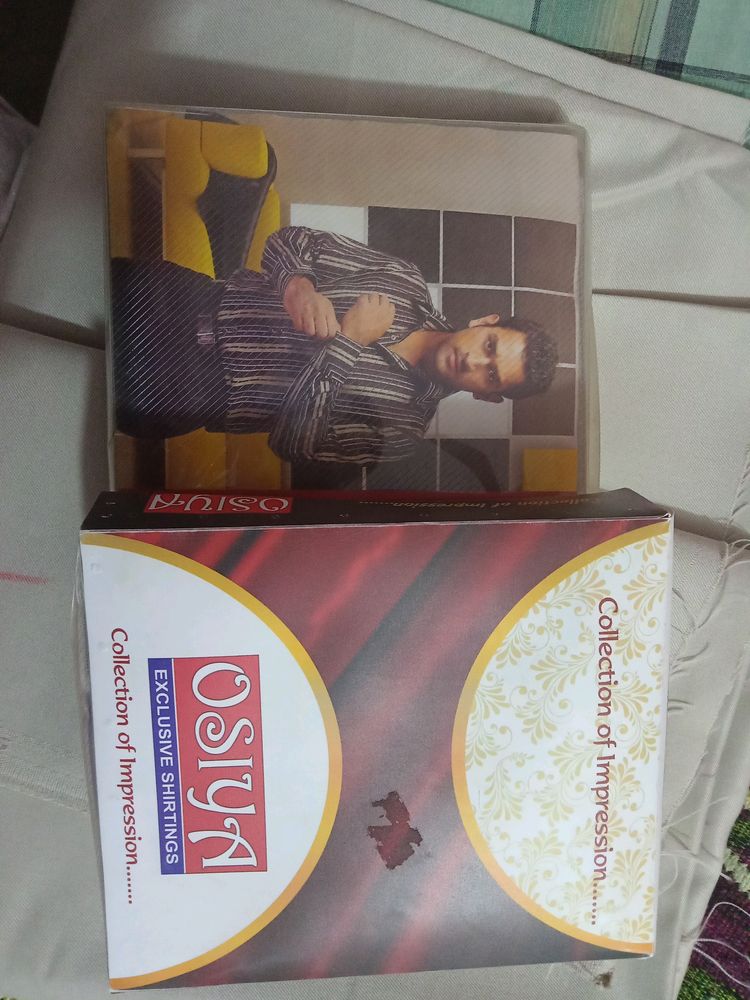 OSIYA
Collection of Impression.......
Collection of Impression.......
OSIYA
EXCLUSIVE SHIRTINGS
Collection of Impression.......